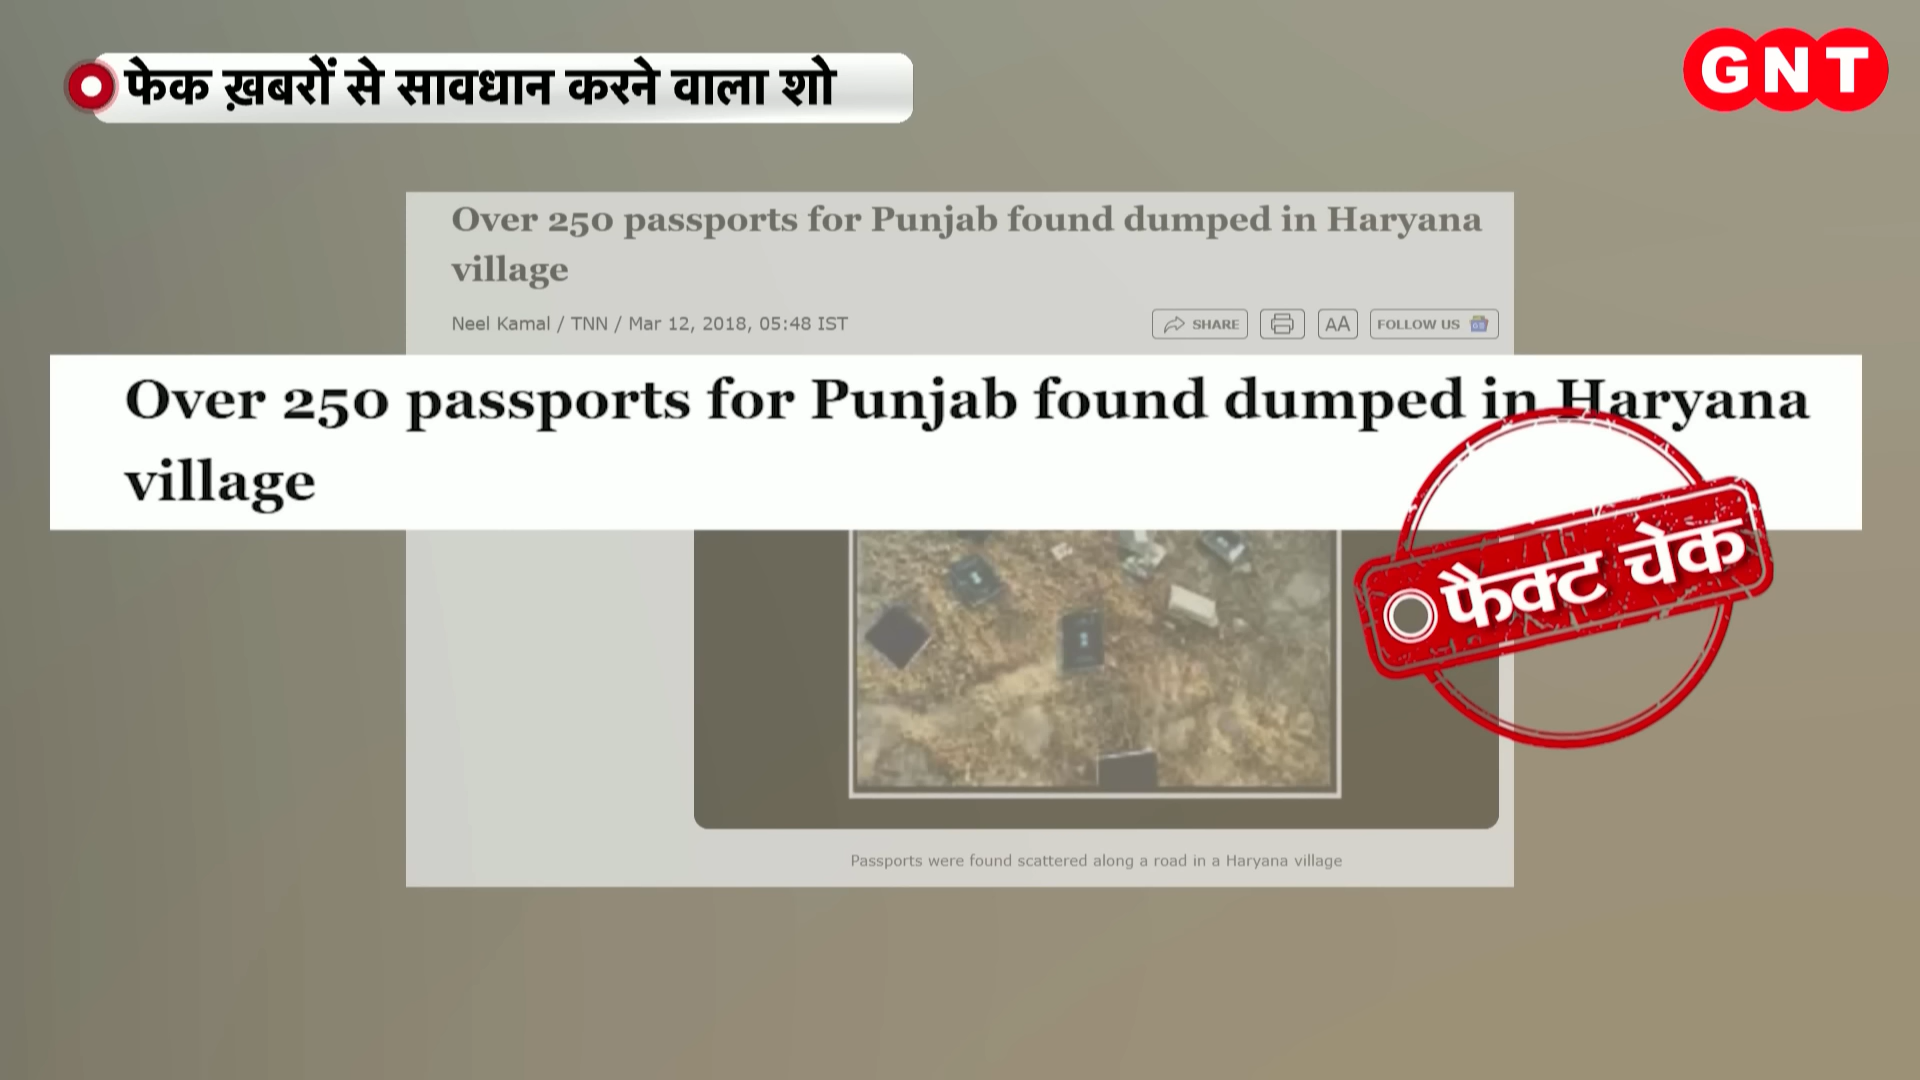 फेक ख़बरों से सावधान करने वाला शो
GNT
Over 250 passports for Punjab found dumped in Haryana
village
Neel Kamal / TNN / Mar 12, 2018, 05:48 IST
SHARE
AA
FOLLOW US
Over 250 passports for Punjab found dumped in Haryana
village
फैक्ट चेक
Passports were found scattered along a road in a Haryana village